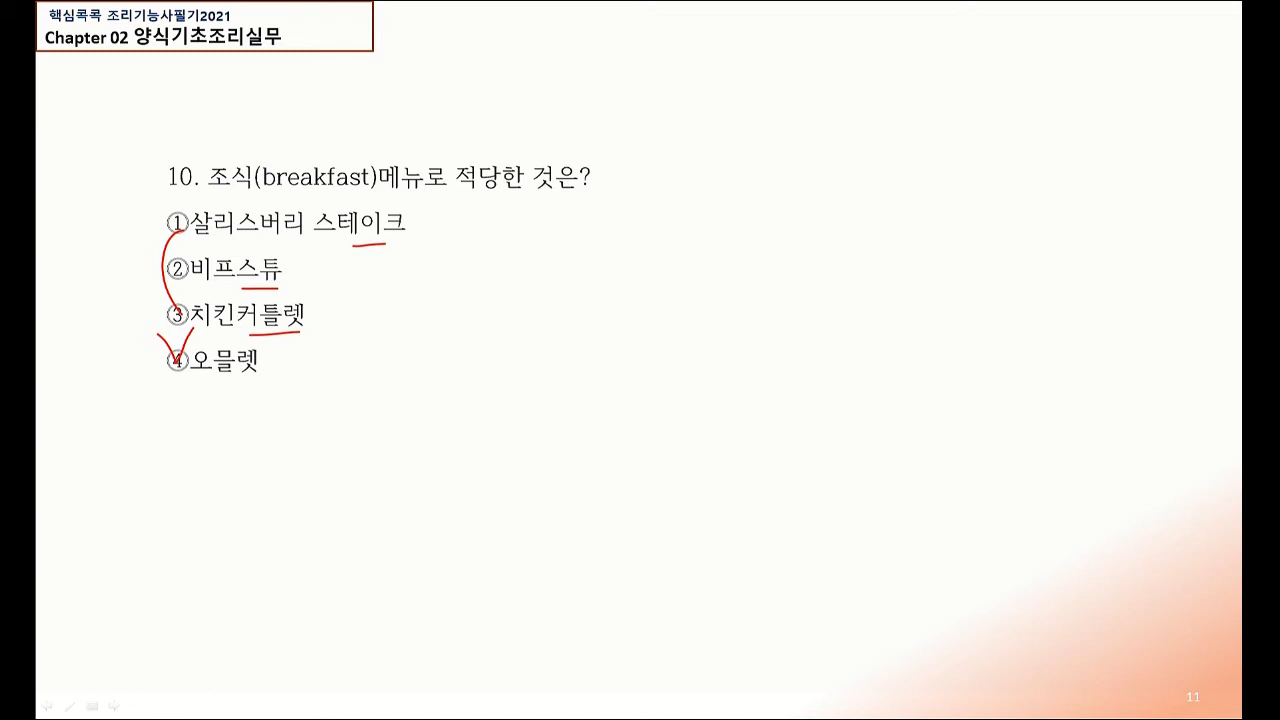 핵심콕콕 조리기능사필기2021
Chapter 02 양식기초조리실무
10. 조식(breakfast)메뉴로 적당한 것은?
①살리스버리 스테이크
②비프스튜
③치킨커틀렛
④오믈렛
11